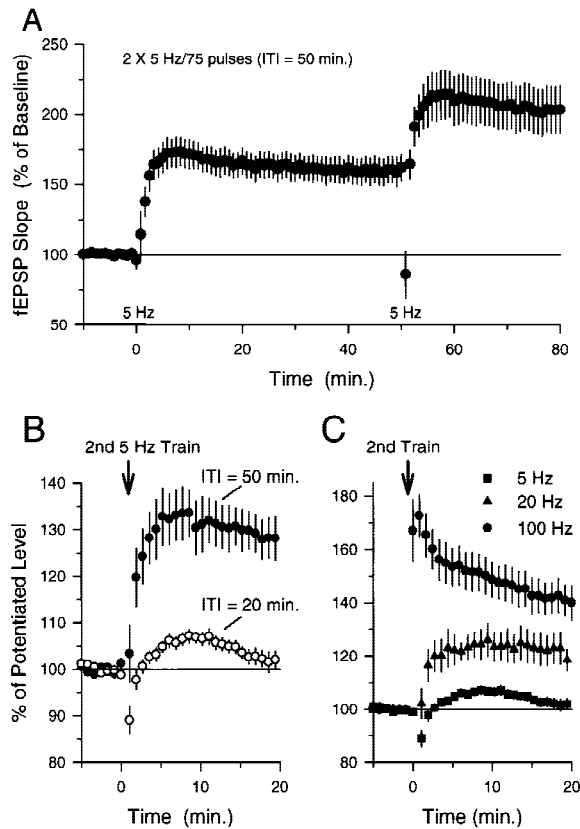 A
2 X 5 Hz/75 pulses (ITI = 50 min.)
fEPSP Slope (% of Baseline)
250
200
150
100
50
5 Hz
5 Hz
0
20
40
60
80
Time (min.)
B
2nd 5 Hz Train
ITI = 50 min.
ITI = 20 min.
% of Potentiated Level
140
130
120
110
100
90
80
0
10
20
Time (min.)
C
2nd Train
5 Hz
20 Hz
100 Hz
180
160
140
120
100
80
0
10
20
Time (min.)